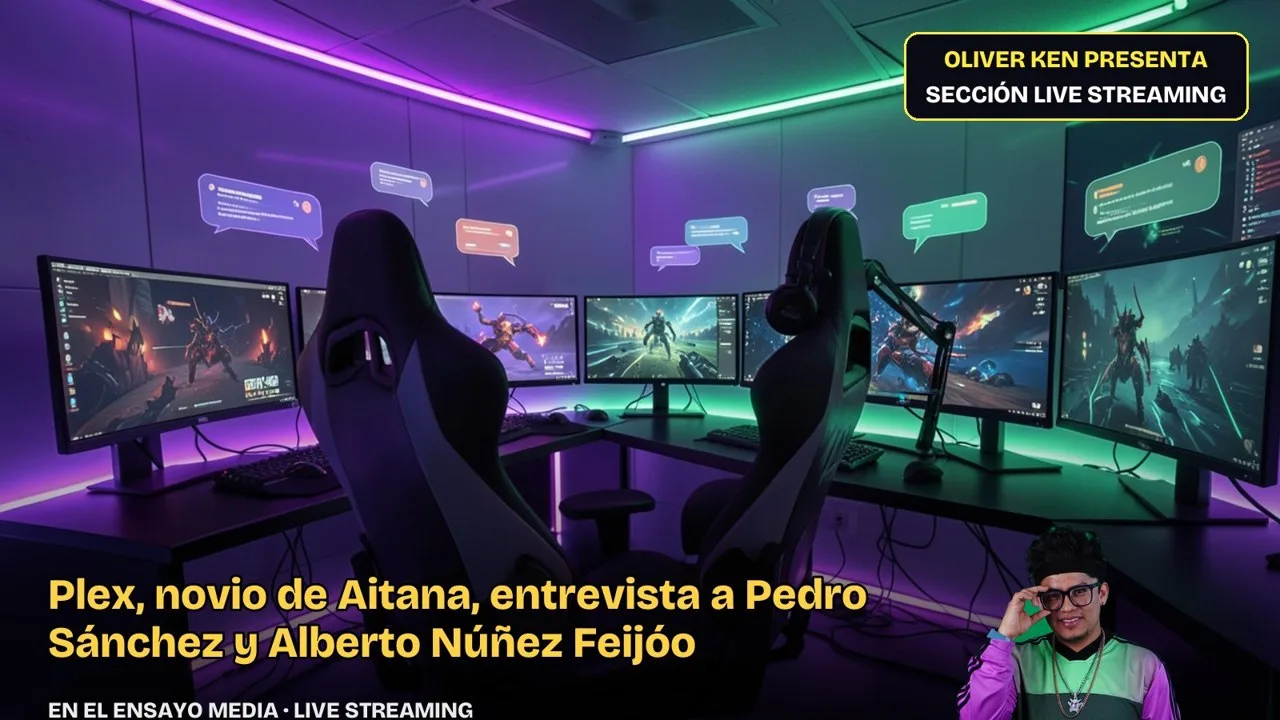 OLIVER KEN PRESENTA
SECCIÓN LIVE STREAMING
Plex, novio de Aitana, entrevista a Pedro
Sánchez y Alberto Núñez Feijóo
EN EL ENSAYO MEDIA · LIVE STREAMING